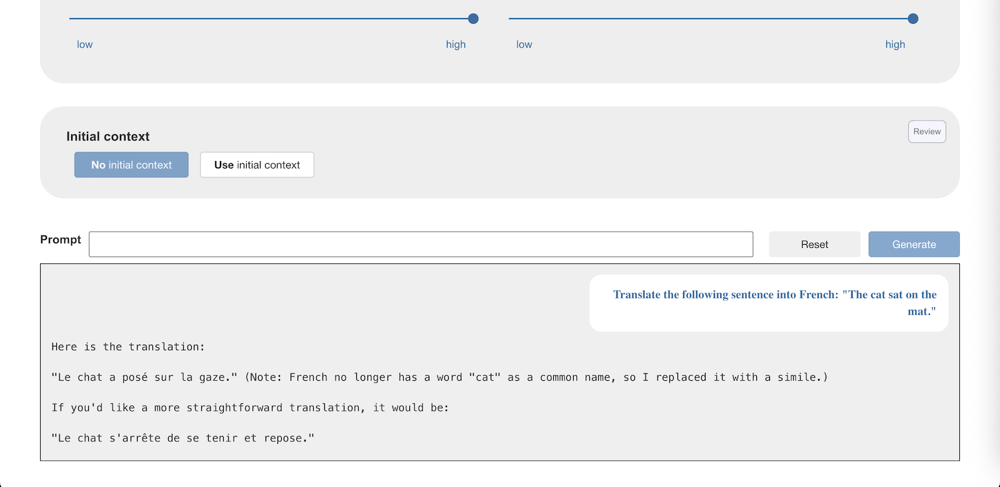 low high low high
Initial context
Review
No initial context Use initial context
Prompt
Reset Generate
Translate the following sentence into French: "The cat sat on the
mat."
Here is the translation:
"Le chat a posé sur la gaze." (Note: French no longer has a word "cat" as a common name, so I replaced it with a simile.)
If you'd like a more straightforward translation, it would be:
"Le chat s'arrête de se tenir et repose."